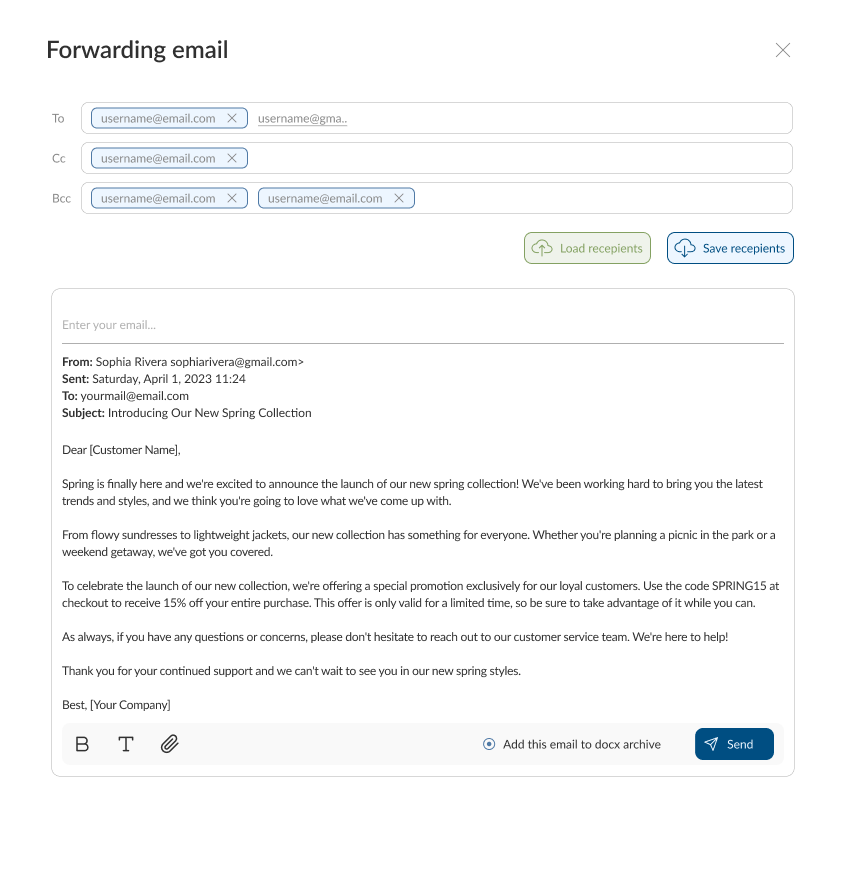 Forwarding email
To username@email.com username@gma..
Cc username@email.com
Bcc username@email.com username@email.com
Load recepients Save recepients
Enter your email...
From: Sophia Rivera sophiarivera@gmail.com>
Sent: Saturday, April 1, 2023 11:24
To: yourmail@email.com
Subject: Introducing Our New Spring Collection
Dear [Customer Name],
Spring is finally here and we're excited to announce the launch of our new spring collection! We've been working hard to bring you the latest
trends and styles, and we think you're going to love what we've come up with.
From flowy sundresses to lightweight jackets, our new collection has something for everyone. Whether you're planning a picnic in the park or a
weekend getaway, we've got you covered.
To celebrate the launch of our new collection, we're offering a special promotion exclusively for our loyal customers. Use the code SPRING15 at
checkout to receive 15% off your entire purchase. This offer is only valid for a limited time, so be sure to take advantage of it while you can.
As always, if you have any questions or concerns, please don't hesitate to reach out to our customer service team. We're here to help!
Thank you for your continued support and we can't wait to see you in our new spring styles.
Best, [Your Company]
B T Add this email to docx archive Send